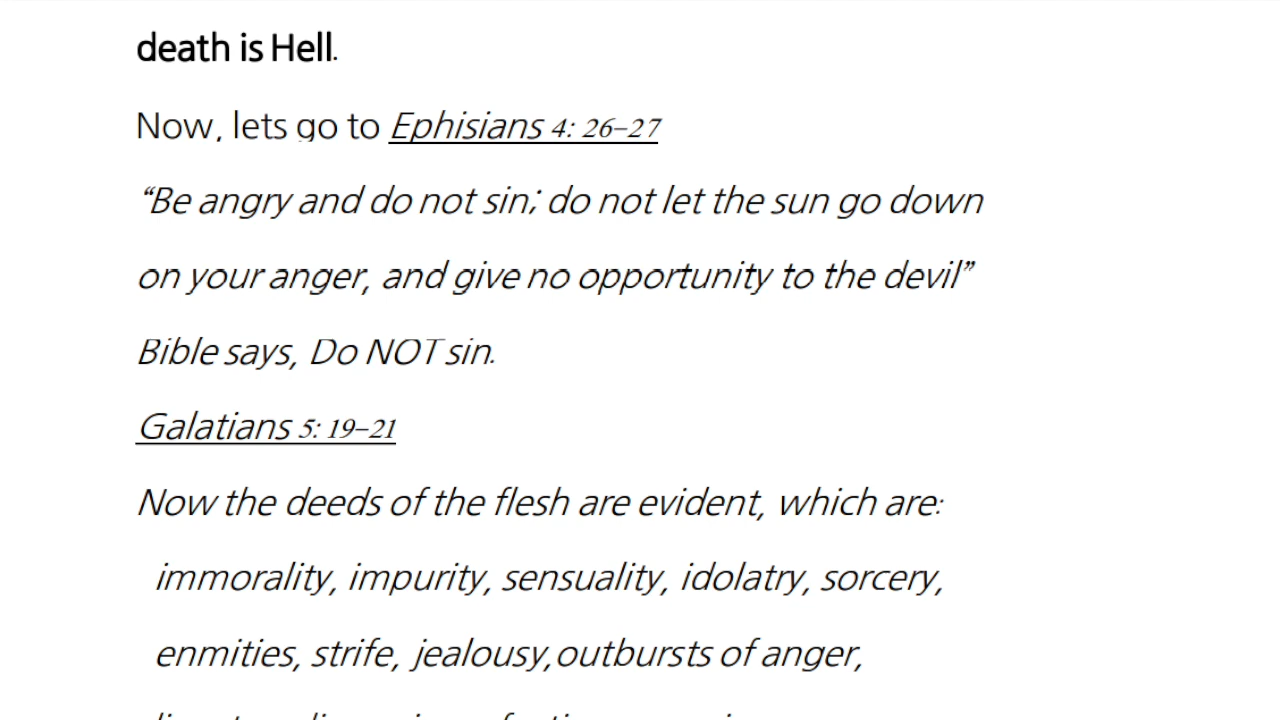 death is Hell.
Now, lets go to Ephisians 4: 26–27
“Be angry and do not sin; do not let the sun go down
on your anger, and give no opportunity to the devil”
Bible says, Do NOT sin.
Galatians 5: 19–21
Now the deeds of the flesh are evident, which are:
immorality, impurity, sensuality, idolatry, sorcery,
enmities, strife, jealousy,outbursts of anger,